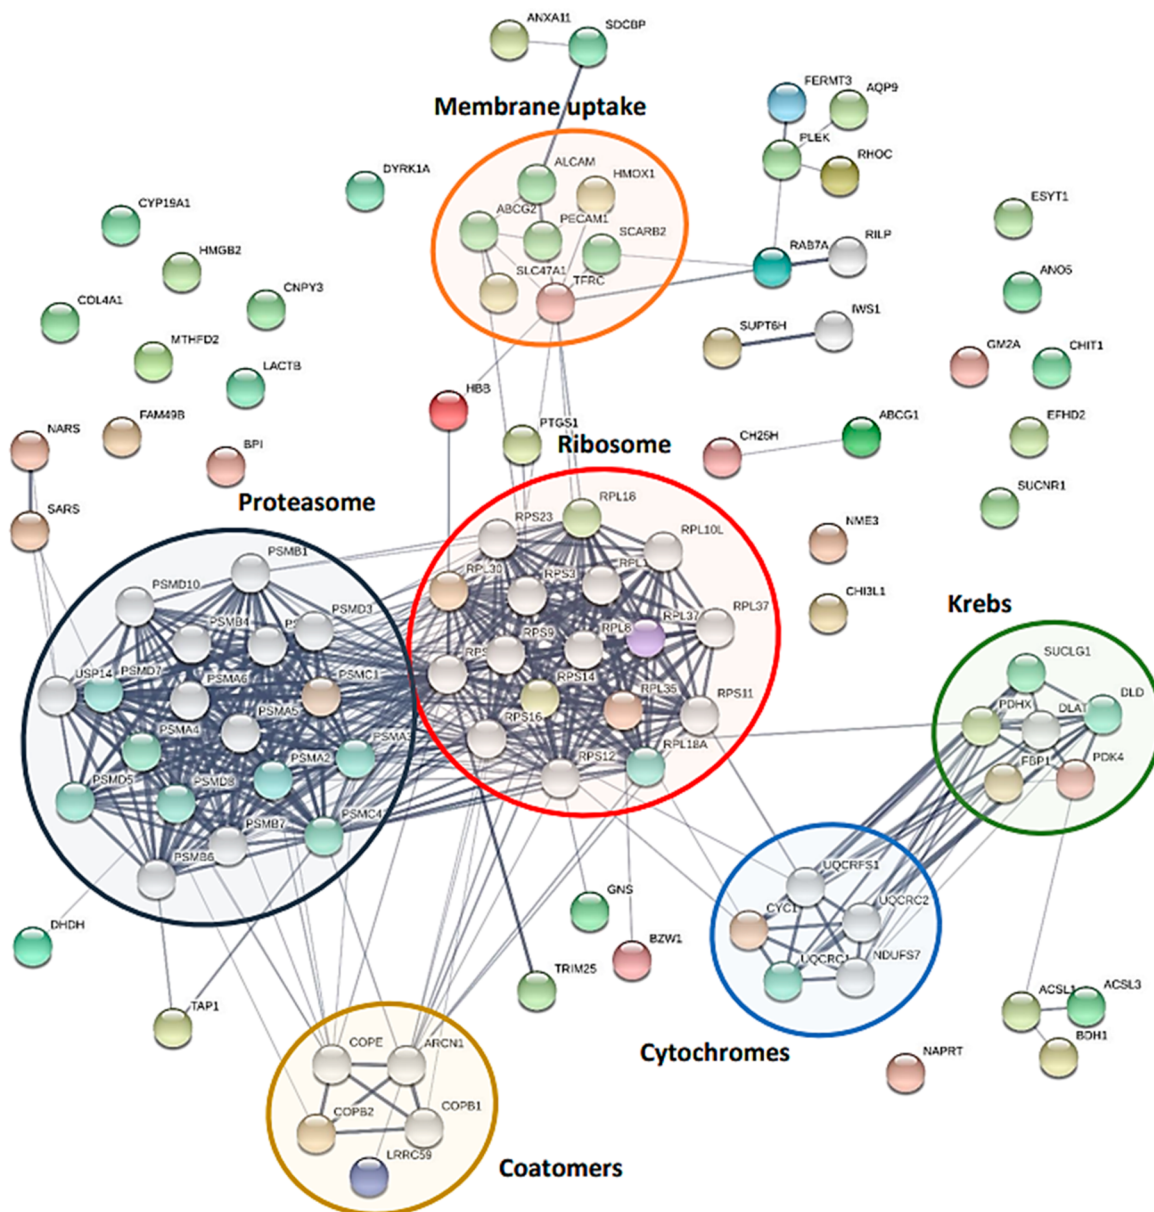 ANXA11
SDCBP
FERMT3
AQP9
Membrane uptake
PLEK
RHOC
ALCAM
HMOX1
DYRK1A
ESYT1
CYP19A1
ABCG2
PECAM1
SCARB2
RAB7A
RILP
HMGB2
SLC47A1
TFRC
ANO5
COL4A1
CNPY3
SUPT6H
IWS1
MTHFD2
LACTB
GM2A
CHIT1
HBB
FAM49B
PTGS1
ABCG1
EFHD2
NARS
BPI
Ribosome
CH25H
Proteasome
SARS
RPL18
SUCNR1
RPS23
NME3
PSMB1
RPL10L
PSMD10
RPL30
RPS3
CHI3L1
PSMD3
RPL37
Krebs
PSMB4
RPS9
RPL8
RPL37
SUCLG1
USP14
PSMD7
PSMA6
PSMC1
RPS14
RPL35
RPS11
PDHX
DLAT
DLD
PSMA4
PSMA5
PSMA3
RPS16
RPS12
RPL18A
FBP1
PDK4
PSMD5
PSMD8
PSMA2
PSMB7
PSMC4
PSMB6
UQCRFS1
GNS
CYC1
UQCRC2
DHDH
BZW1
UQCRC1
NDUFS7
TRIM25
TAP1
ACSL1
ACSL3
COPE
ARCN1
Cytochromes
BDH1
NAPRT
COPB2
COPB1
LRRC59
Coatomers